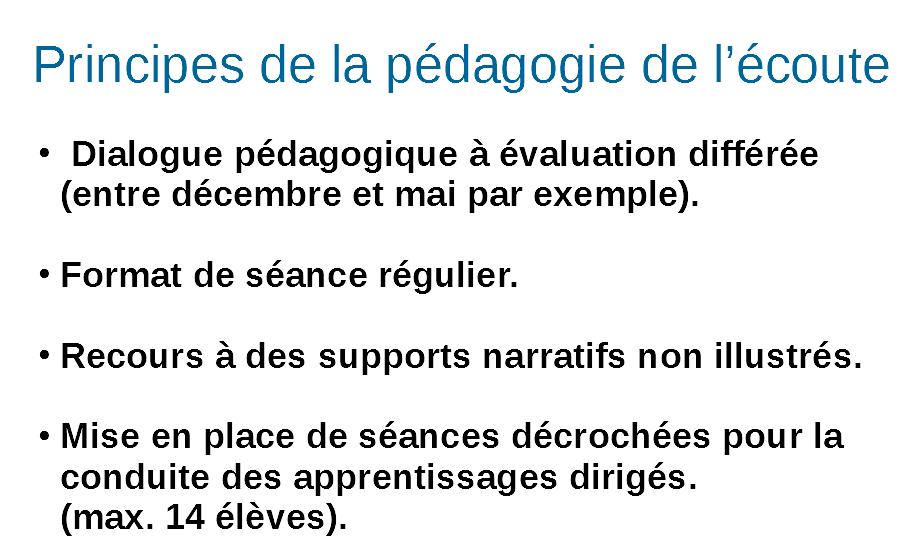 Principes de la pédagogie de l’écoute
• Dialogue pédagogique à évaluation différée
(entre décembre et mai par exemple).
• Format de séance régulier.
• Recours à des supports narratifs non illustrés.
• Mise en place de séances décrochées pour la
conduite des apprentissages dirigés.
(max. 14 élèves).